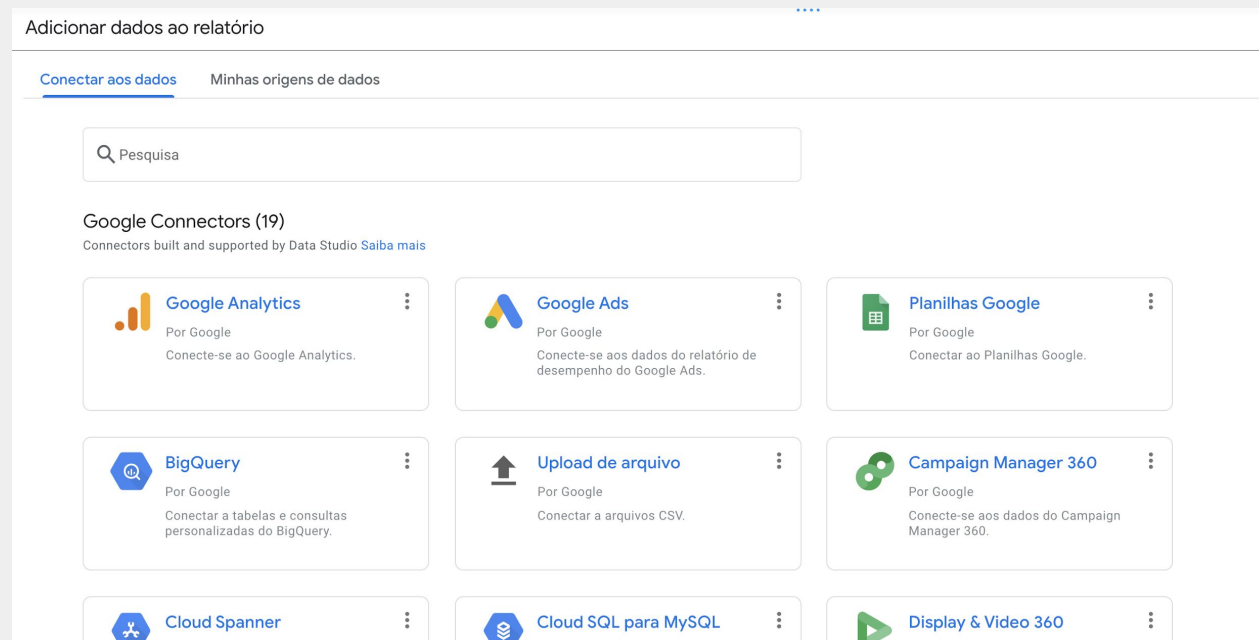 Adicionar dados ao relatório
Conectar aos dados
Minhas origens de dados
Pesquisa
Google Connectors (19)
Connectors built and supported by Data Studio Saiba mais
Google Analytics
Por Google
Conecte-se ao Google Analytics.
Google Ads
Por Google
Conecte-se aos dados do relatório de
desempenho do Google Ads.
Planilhas Google
Por Google
Conectar ao Planilhas Google.
BigQuery
Por Google
Conectar a tabelas e consultas
personalizadas do BigQuery.
Upload de arquivo
Por Google
Conectar a arquivos CSV.
Campaign Manager 360
Por Google
Conecte-se aos dados do Campaign
Manager 360.
Cloud Spanner
Cloud SQL para MySQL
Display & Video 360